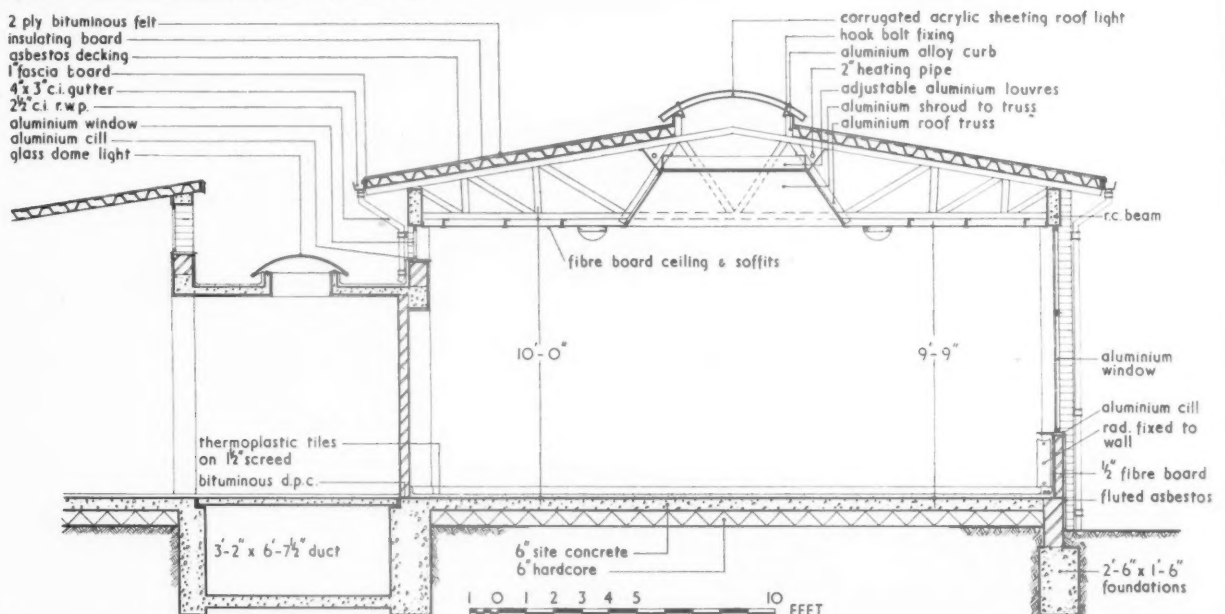 2 ply bituminous felt
insulating board
asbestos decking
1" fascia board
4" x 3" c.i. gutter
2½" c.i. r.w.p.
aluminium window
aluminium cill
glass dome light
corrugated acrylic sheeting roof light
hook bolt fixing
aluminium alloy curb
2" heating pipe
adjustable aluminium louvres
aluminium shroud to truss
aluminium roof truss
r.c. beam
fibre board ceiling & soffits
10'-0"
9'-9"
aluminium
window
aluminium cill
rad. fixed to
wall
½" fibre board
fluted asbestos
thermoplastic tiles
on 1½" screed
bituminous d.p.c.
3'-2" x 6'-7½" duct
6" site concrete
6" hardcore
2'-6" x 1'-6"
foundations
1 0 1 2 3 4 5 10
FEET